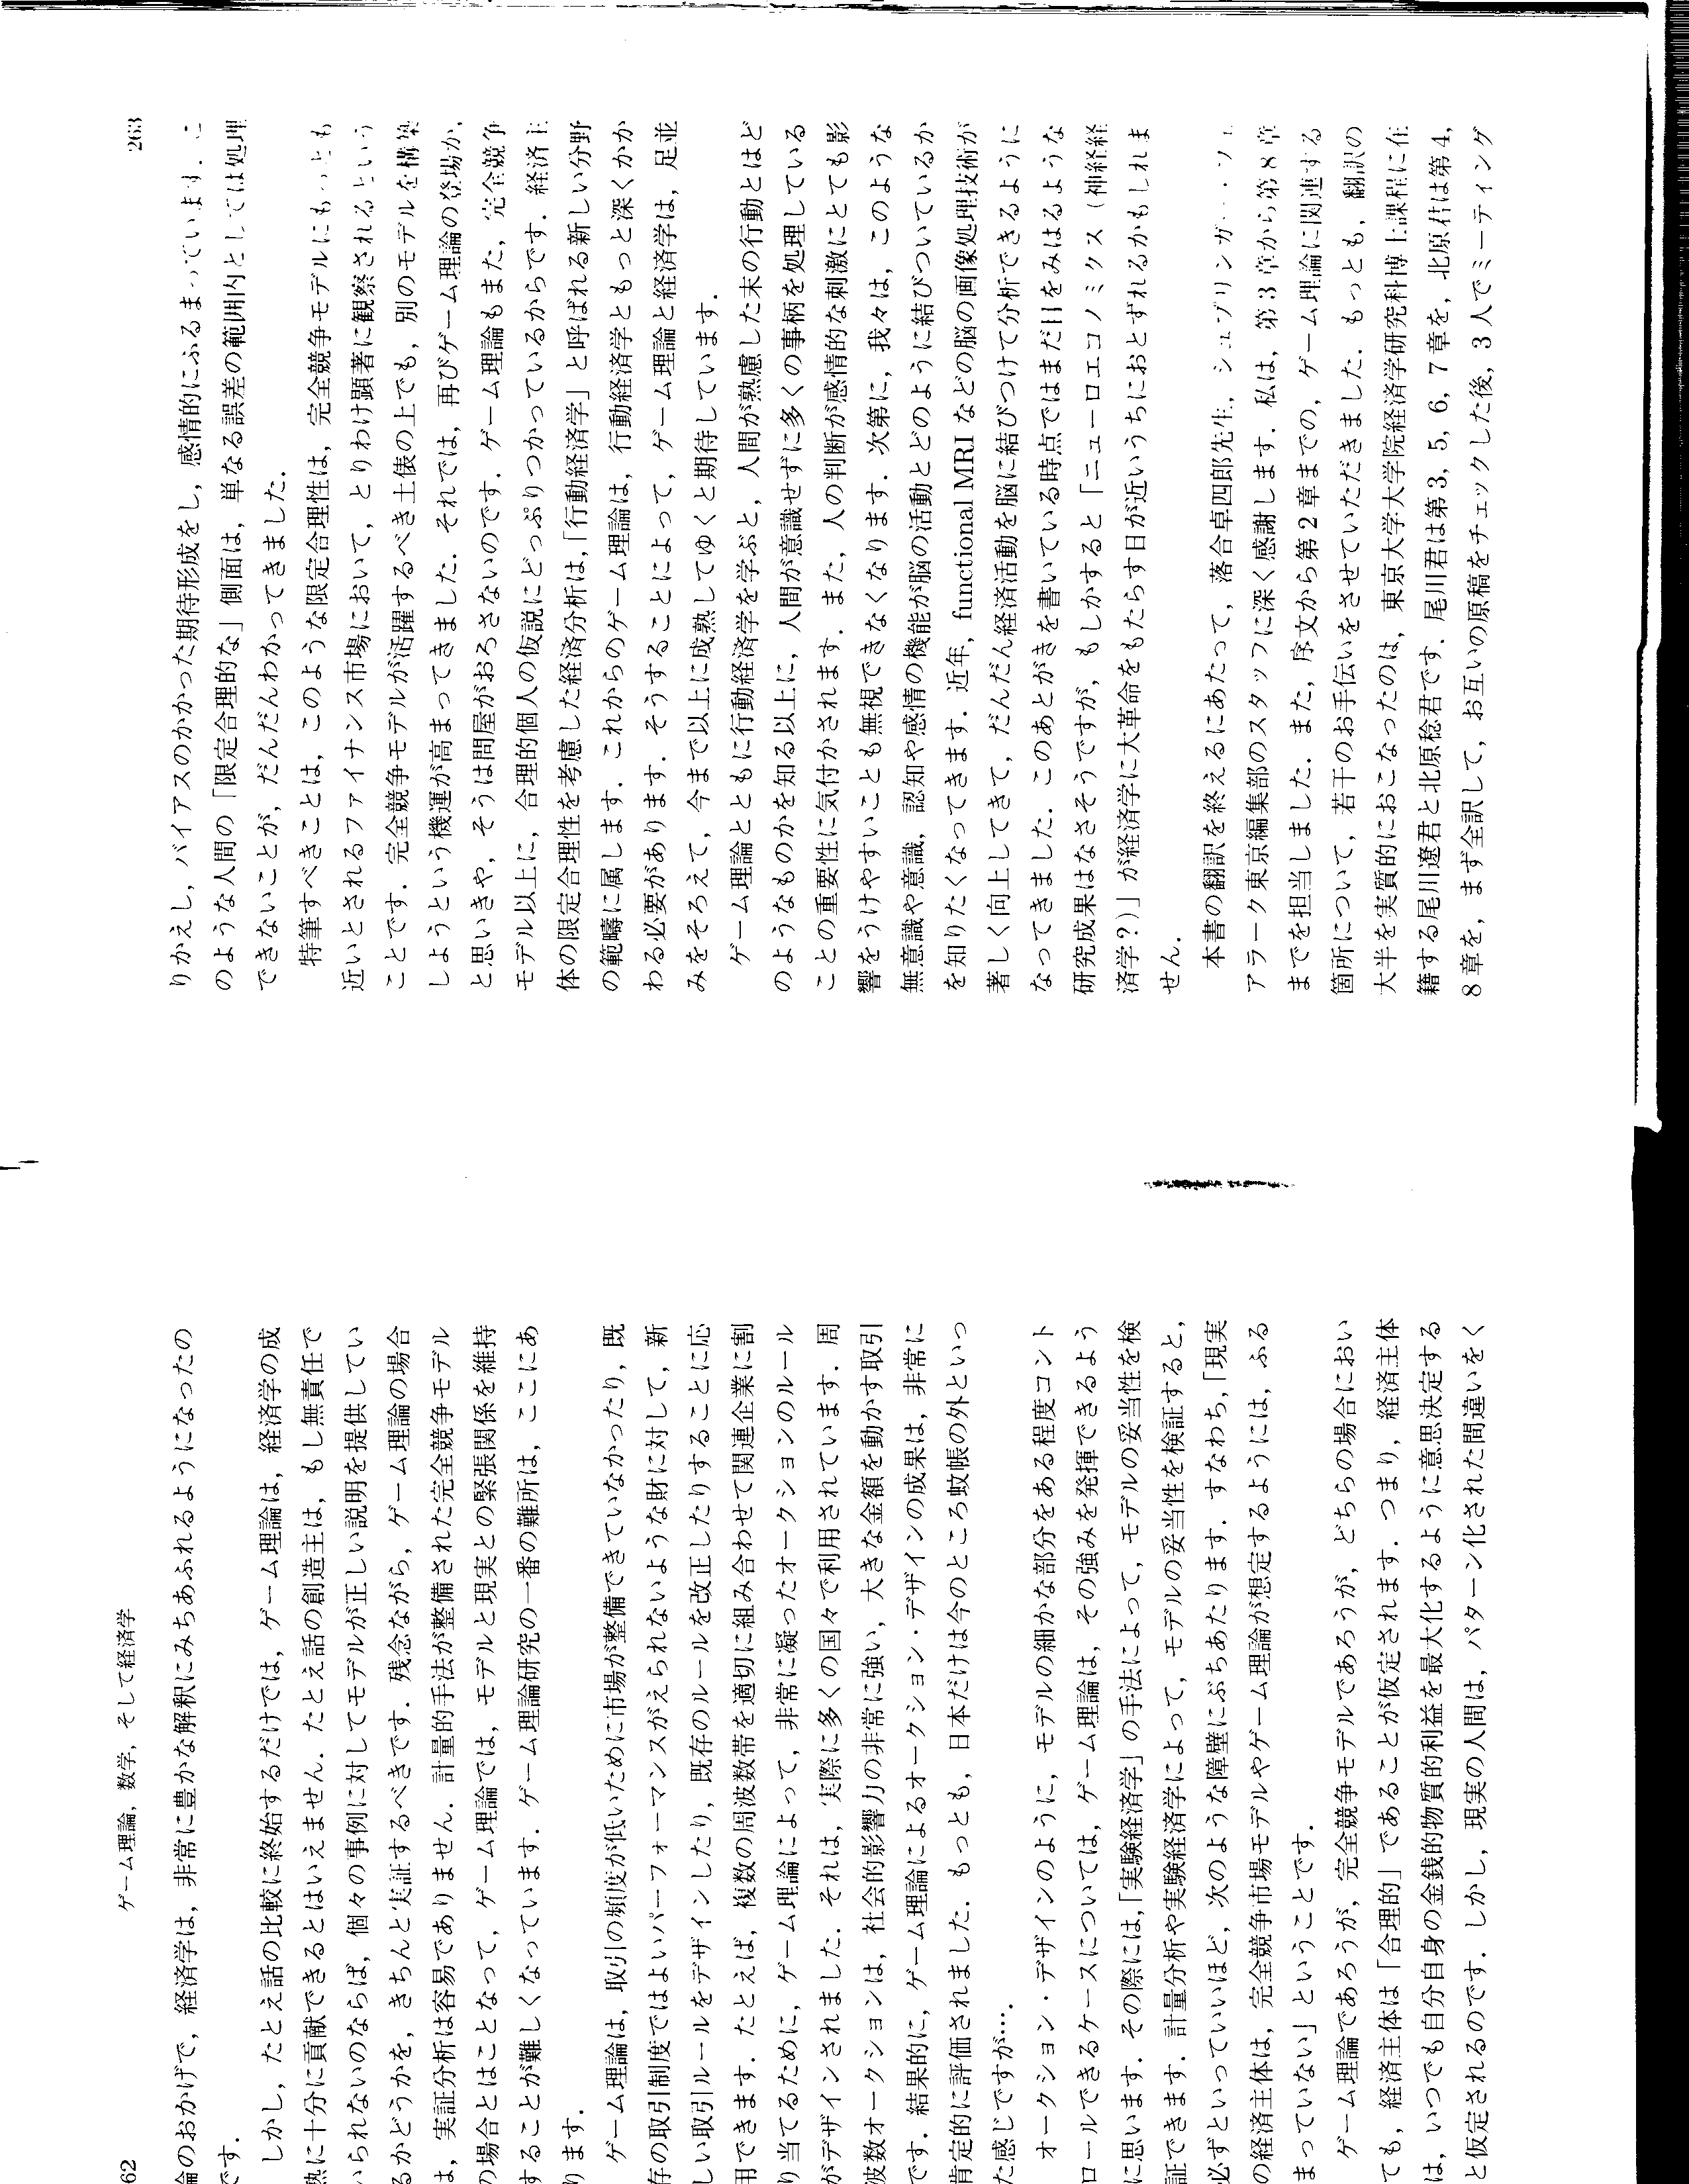 62
ゲーム理論, 数学, そして経済学
論のおかげで, 経済学は, 非常に豊かな解釈にみちあふれるようになったの
です.
しかし, たとえ話の比較に終始するだけでは, ゲーム理論は, 経済学の成
熟に十分に貢献できるとはいえません. たとえ話の創造主は, もし無責任で
いられないのならば, 個々の事例に対してモデルが正しい説明を提供してい
るかどうかを, きちんと実証するべきです. 残念ながら, ゲーム理論の場合
は, 実証分析は容易でありません. 計量的手法が整備された完全競争モデル
の場合とはことなって, ゲーム理論では, モデルと現実との緊張関係を維持
することが難しくなっています. ゲーム理論研究の一番の難所は, ここにあ
ります.
ゲーム理論は, 取引の頻度が低いために市場が整備できていなかったり, 既
存の取引制度ではよいパーフォーマンスがえられないような財に対して, 新
しい取引ルールをデザインしたり, 既存のルールを改正したりすることに応
用できます. たとえば, 複数の周波数帯を適切に組み合わせて関連企業に割
り当てるために, ゲーム理論によって, 非常に凝ったオークションのルール
がデザインされました. それは, 実際に多くの国々で利用されています. 周
波数オークションは, 社会的影響力の非常に強い, 大きな金額を動かす取引
です. 結果的に, ゲーム理論によるオークション・デザインの成果は, 非常に
肯定的に評価されました. もっとも, 日本だけは今のところ蚊帳の外といっ
た感じですが….
オークション・デザインのように, モデルの細かな部分をある程度コント
ロールできるケースについては, ゲーム理論は, その強みを発揮できるよう
に思います. その際には,「実験経済学」の手法によって, モデルの妥当性を検
証できます. 計量分析や実験経済学によって, モデルの妥当性を検証すると,
必ずといっていいほど, 次のような障壁にぶちあたります. すなわち,「現実
の経済主体は, 完全競争市場モデルやゲーム理論が想定するようには, ふる
まっていない」ということです.
ゲーム理論であろうが, 完全競争モデルであろうが, どちらの場合におい
ても, 経済主体は「合理的」であることが仮定されます. つまり, 経済主体
は, いつでも自分自身の金銭的物質的利益を最大化するように意思決定する
と仮定されるのです. しかし, 現実の人間は, パターン化された間違いをく
263
りかえし, バイアスのかかった期待形成をし, 感情的にふるまっています. こ
のような人間の「限定合理的な」側面は, 単なる誤差の範囲内としては処理
できないことが, だんだんわかってきました.
特筆すべきことは, このような限定合理性は, 完全競争モデルにもっとも
近いとされるファイナンス市場において, とりわけ顕著に観察されるという
ことです. 完全競争モデルが活躍するべき土俵の上でも, 別のモデルを構築
しようという機運が高まってきました. それでは, 再びゲーム理論の登場か,
と思いきや, そうは問屋がおろさないのです. ゲーム理論もまた, 完全競争
モデル以上に, 合理的個人の仮説にどっぷりつかっているからです. 経済主
体の限定合理性を考慮した経済分析は,「行動経済学」と呼ばれる新しい分野
の範疇に属します. これからのゲーム理論は, 行動経済学ともっと深くかか
わる必要があります. そうすることによって, ゲーム理論と経済学は, 足並
みをそろえて, 今まで以上に成熟してゆくと期待しています.
ゲーム理論とともに行動経済学を学ぶと, 人間が熟慮した末の行動とはど
のようなものかを知る以上に, 人間が意識せずに多くの事柄を処理している
ことの重要性に気付かされます. また, 人の判断が感情的な刺激にとても影
響をうけやすいことも無視できなくなります. 次第に, 我々は, このような
無意識や意識, 認知や感情の機能が脳の活動とどのように結びついているか
を知りたくなってきます. 近年, functional MRI などの脳の画像処理技術が
著しく向上してきて, だんだん経済活動を脳に結びつけて分析できるように
なってきました. このあとがきを書いている時点ではまだ目をみはるような
研究成果はなさそうですが, もしかすると「ニューロエコノミクス（神経経
済学?）」が経済学に大革命をもたらす日が近いうちにおとずれるかもしれま
せん.
本書の翻訳を終えるにあたって, 落合卓四郎先生, シュプリンガー・フェ
アラーク東京編集部のスタッフに深く感謝します. 私は, 第3章から第8章
までを担当しました. また, 序文から第2章までの, ゲーム理論に関連する
箇所について, 若干のお手伝いをさせていただきました. もっとも, 翻訳の
大半を実質的におこなったのは, 東京大学大学院経済学研究科博士課程に在
籍する尾川遼君と北原稔君です. 尾川君は第3, 5, 6, 7 章を, 北原君は第4,
8 章を, まず全訳して, お互いの原稿をチェックした後, 3人でミーティング